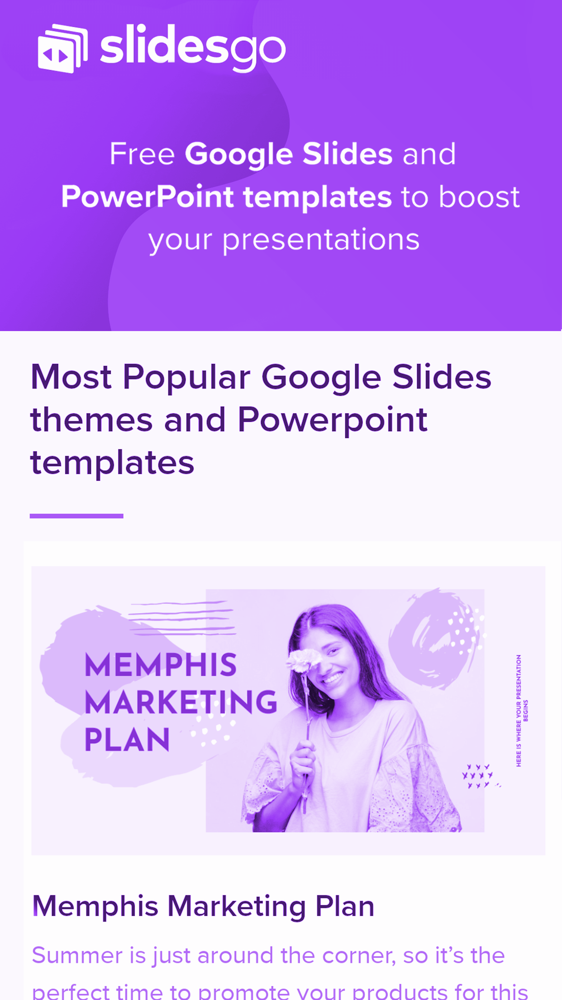 slidesgo
Free Google Slides and
PowerPoint templates to boost
your presentations
Most Popular Google Slides
themes and Powerpoint
templates
MEMPHIS
MARKETING
PLAN
HERE IS WHERE YOUR PRESENTATION
BEGINS
Memphis Marketing Plan
Summer is just around the corner, so it’s the
perfect time to promote your products for this